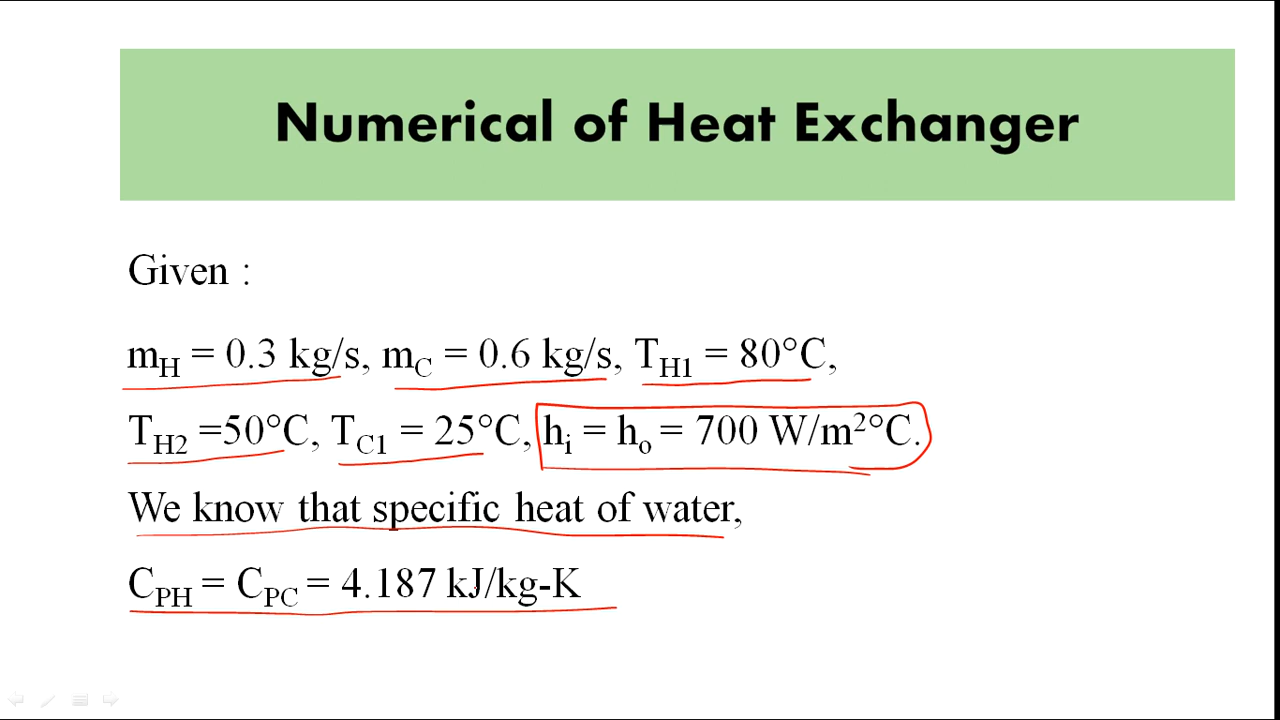 Numerical of Heat Exchanger
Given :
m_H = 0.3 kg/s, m_C = 0.6 kg/s, T_H1 = 80°C,
T_H2 =50°C, T_C1 = 25°C, h_i = h_o = 700 W/m²°C.
We know that specific heat of water,
C_PH = C_PC = 4.187 kJ/kg-K